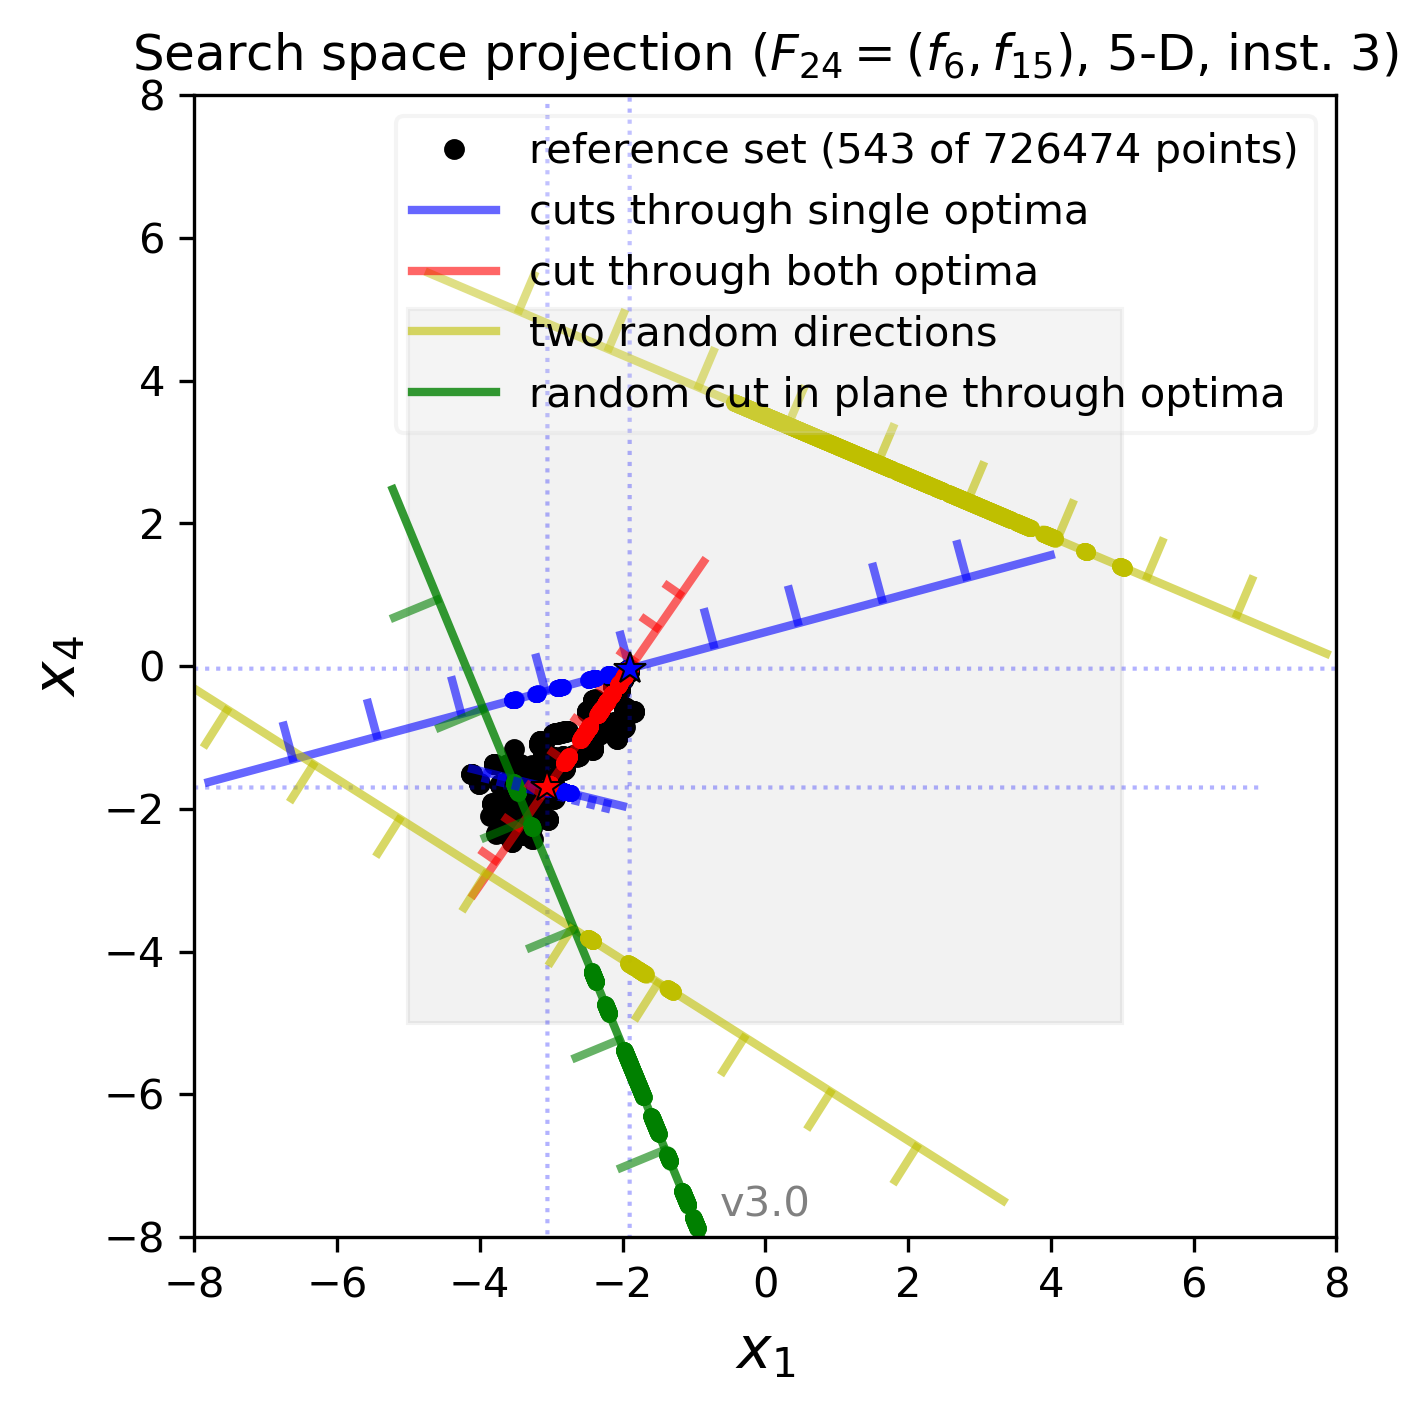 Search space projection (F24 = (f6, f15), 5-D, inst. 3)
reference set (543 of 726474 points)
cuts through single optima
cut through both optima
two random directions
random cut in plane through optima
8
6
4
2
0
−2
−4
−6
−8
x4
v3.0
−8 −6 −4 −2 0 2 4 6 8
x1